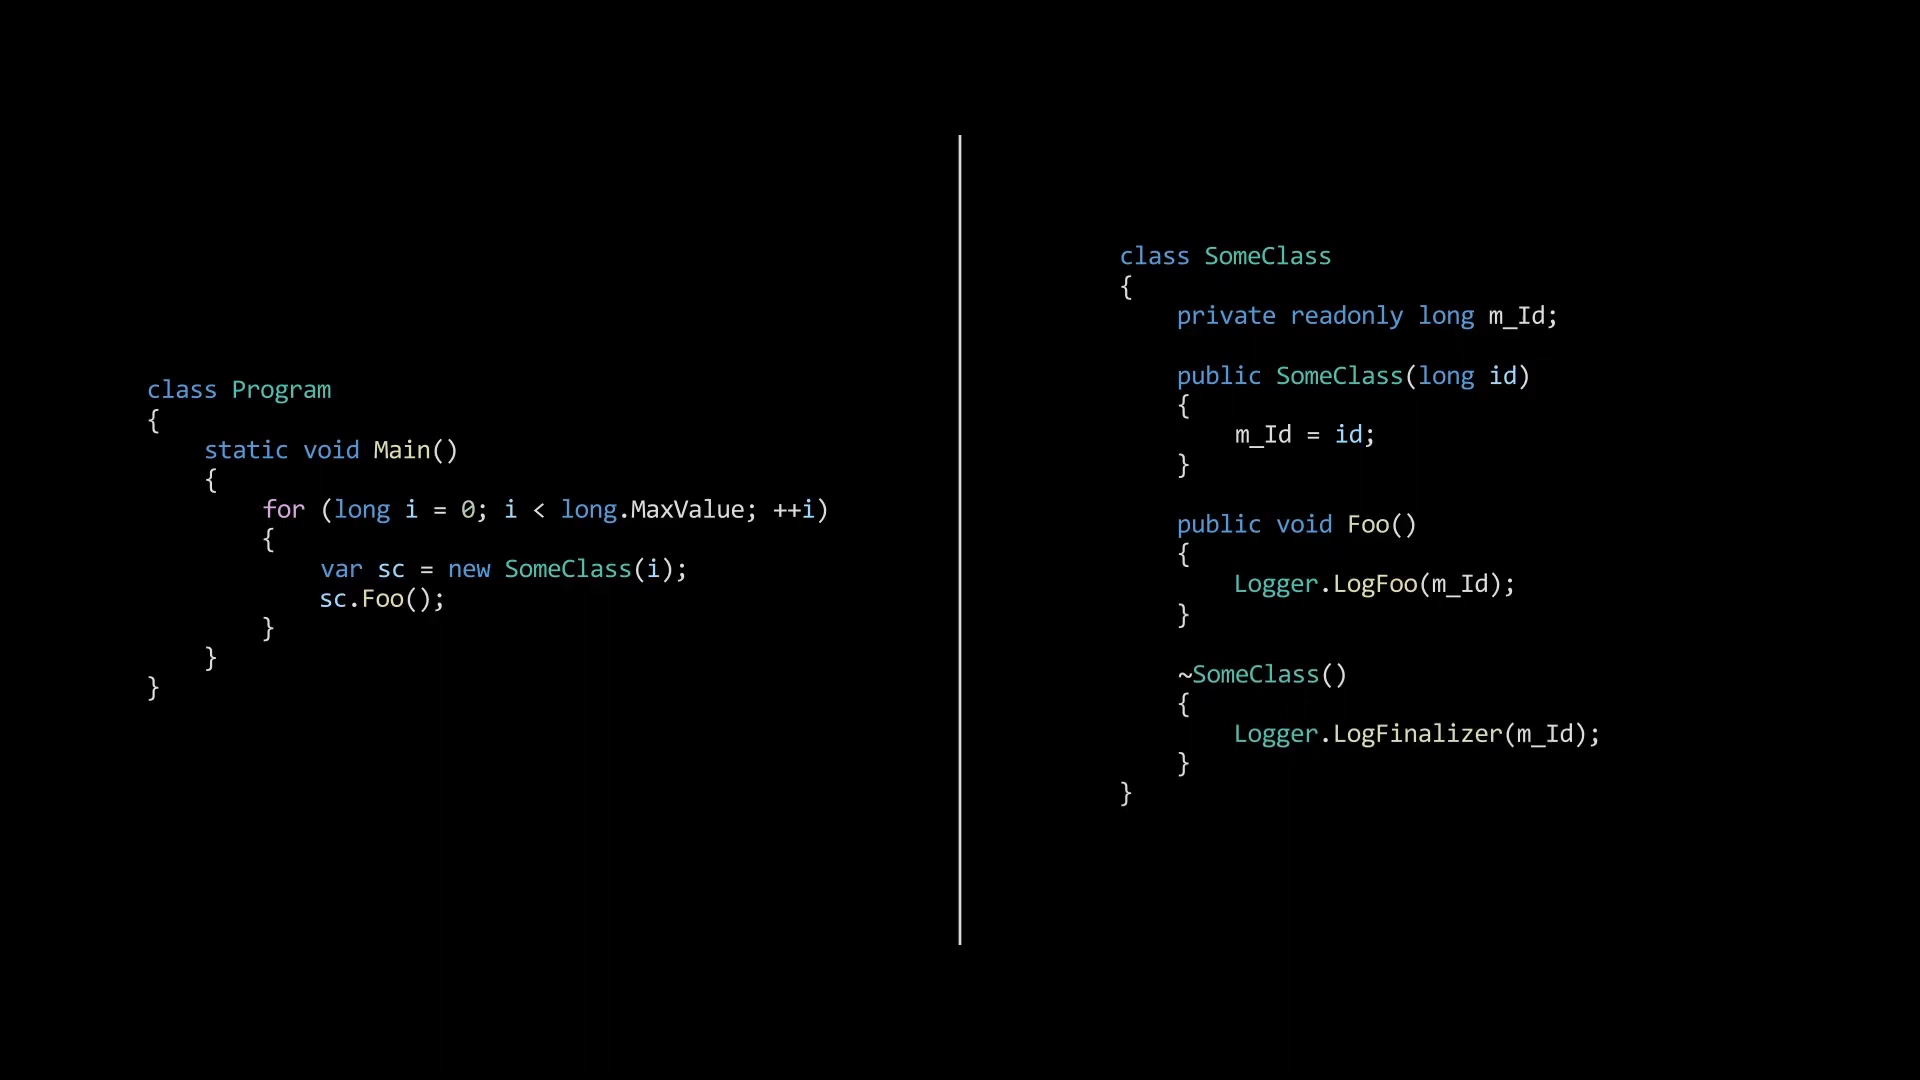 class Program
{
    static void Main()
    {
        for (long i = 0; i < long.MaxValue; ++i)
        {
            var sc = new SomeClass(i);
            sc.Foo();
        }
    }
}
class SomeClass
{
    private readonly long m_Id;
    public SomeClass(long id)
    {
        m_Id = id;
    }
    public void Foo()
    {
        Logger.LogFoo(m_Id);
    }
    ~SomeClass()
    {
        Logger.LogFinalizer(m_Id);
    }
}